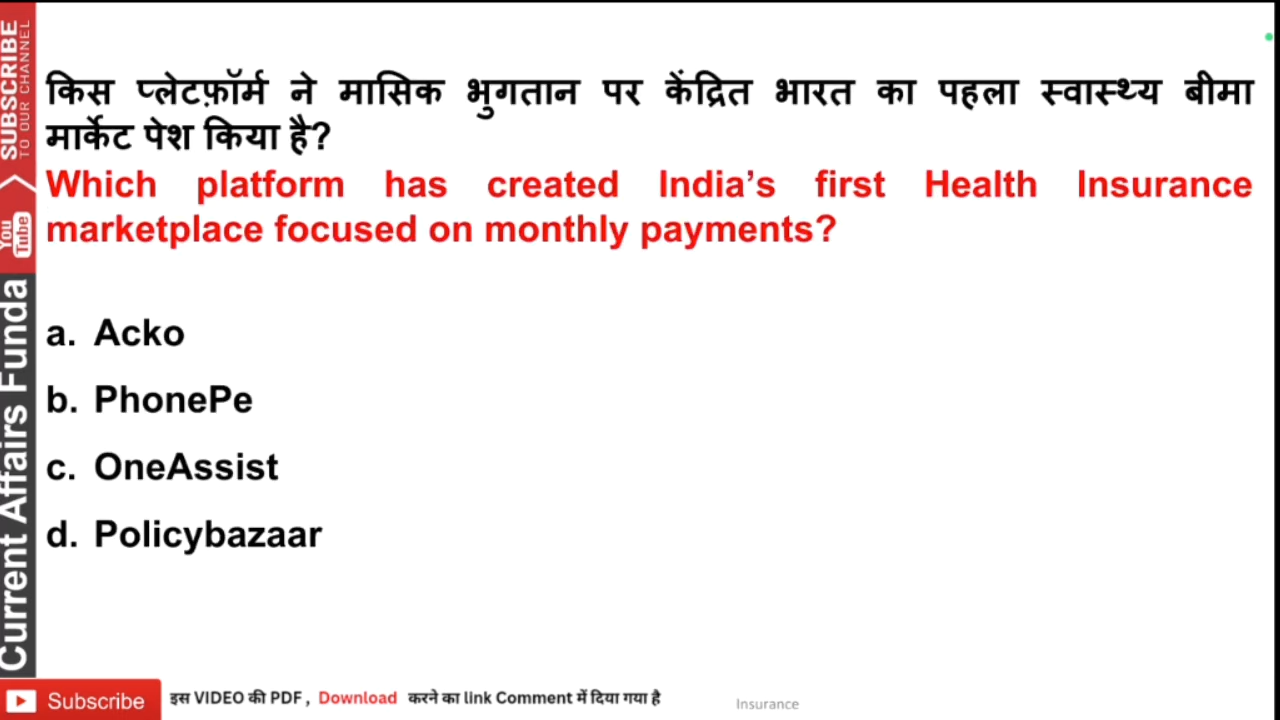 SUBSCRIBE
TO OUR CHANNEL
You
Tube
Current Affairs Funda
किस प्लेटफ़ॉर्म ने मासिक भुगतान पर केंद्रित भारत का पहला स्वास्थ्य बीमा
मार्केट पेश किया है?
Which platform has created India’s first Health Insurance
marketplace focused on monthly payments?
a. Acko
b. PhonePe
c. OneAssist
d. Policybazaar
Subscribe
इस VIDEO की PDF, Download करने का link Comment में दिया गया है
Insurance